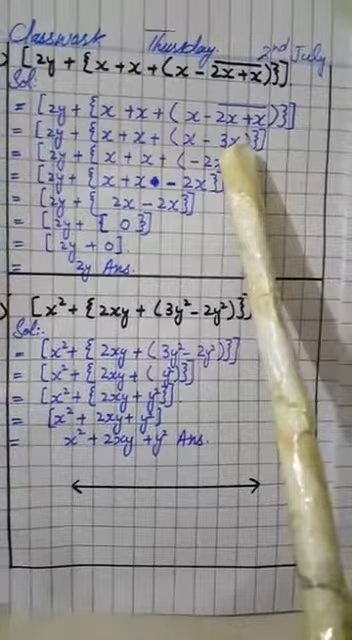 Classwork Thursday 2nd July
) [2y + {x + x + (x - 2x + x)}]
Sol:
= [2y + {x + x + (x - 2x + x)}]
= [2y + {x + x + (x - 3x)}]
= [2y + {x + x + (-2x
= [2y + {x + x - 2x}]
= [2y + { 2x - 2x}]
= [2y + { 0 }]
= [2y + 0]
= 2y Ans.
) [x² + {2xy + (3y² - 2y²)}]
Sol:
= [x² + {2xy + (3y² - 2y²)}]
= [x² + {2xy + (y²)}]
= [x² + {2xy + y²}]
= [x² + 2xy + y²]
= x² + 2xy + y² Ans.